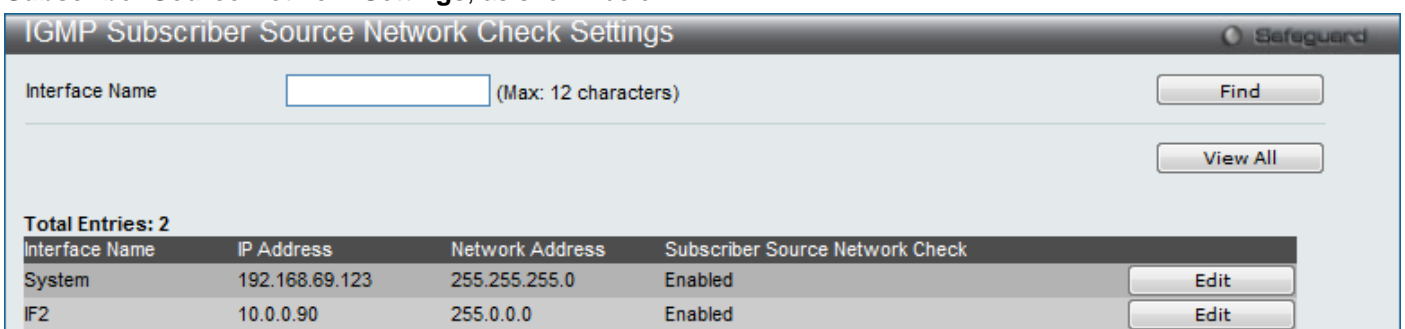 IGMP Subscriber Source Network Check Settings
Safeguard
Interface Name (Max: 12 characters) Find
View All
Total Entries: 2
Interface Name IP Address Network Address Subscriber Source Network Check
System 192.168.69.123 255.255.255.0 Enabled Edit
IF2 10.0.0.90 255.0.0.0 Enabled Edit